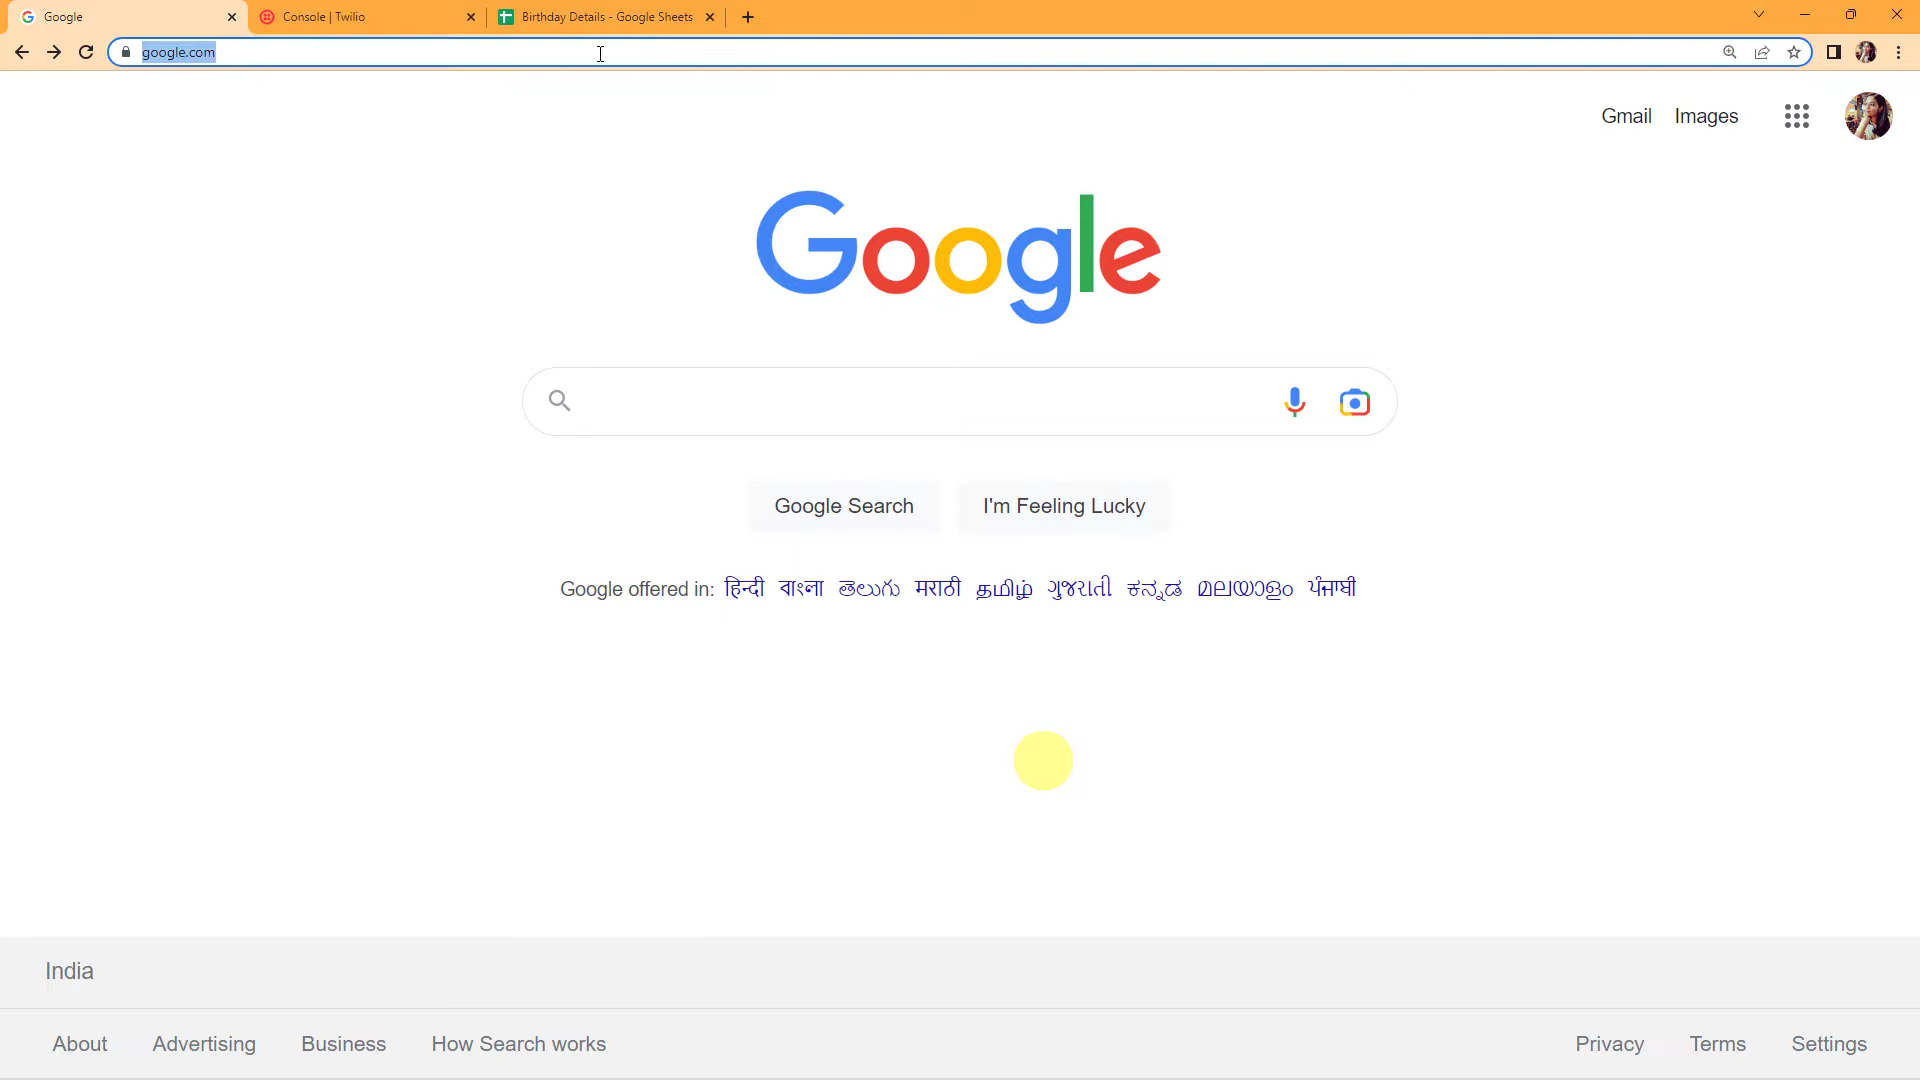 Google
Console | Twilio
Birthday Details - Google Sheets
google.com
Gmail Images
Google
Google Search I'm Feeling Lucky
Google offered in: हिन्दी বাংলা తెలుగు मराठी தமிழ் ગુજરાતી ಕನ್ನಡ മലയാളം ਪੰਜਾਬੀ
India
About Advertising Business How Search works Privacy Terms Settings